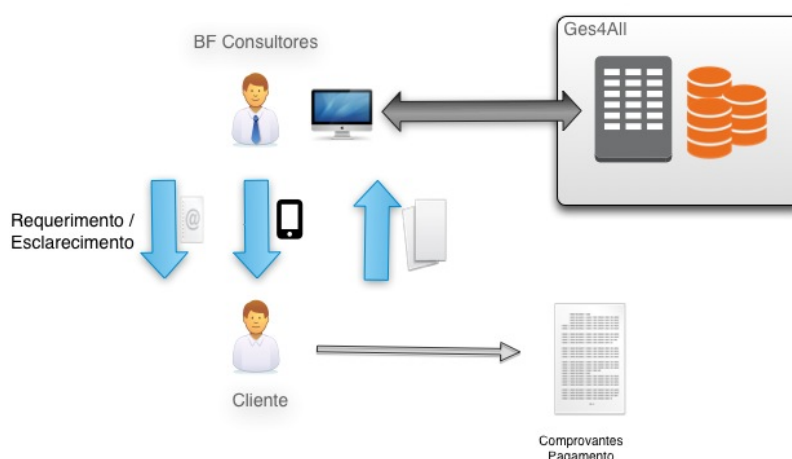 BF Consultores
Ges4All
Requerimento /
Esclarecimento
@
Cliente
Comprovantes
Pagamento